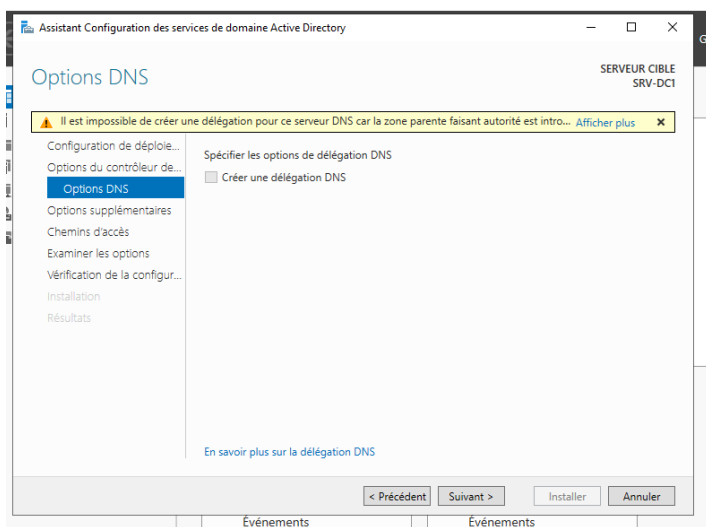 Assistant Configuration des services de domaine Active Directory
Options DNS
SERVEUR CIBLE
SRV-DC1
Il est impossible de créer une délégation pour ce serveur DNS car la zone parente faisant autorité est intro... Afficher plus
Configuration de déploie...
Options du contrôleur de...
Options DNS
Options supplémentaires
Chemins d'accès
Examiner les options
Vérification de la configur...
Installation
Résultats
Spécifier les options de délégation DNS
Créer une délégation DNS
En savoir plus sur la délégation DNS
< Précédent
Suivant >
Installer
Annuler
Événements
Événements